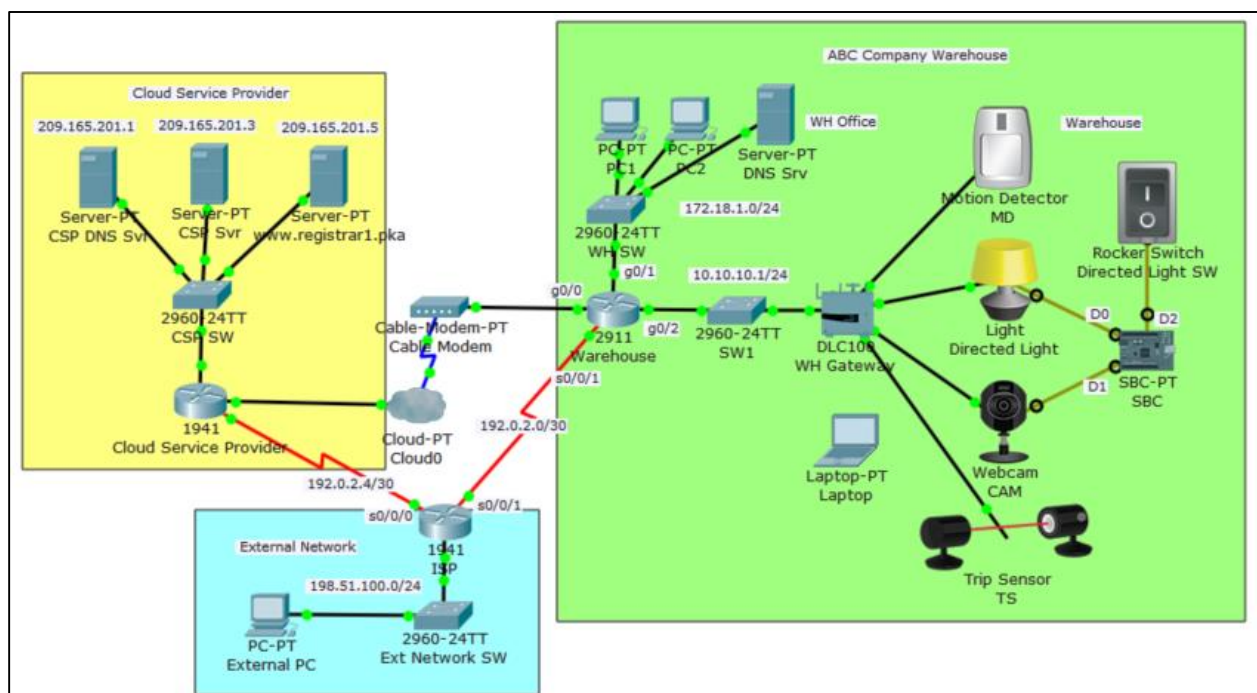 Cloud Service Provider
209.165.201.1
209.165.201.3
209.165.201.5
Server-PT
CSP DNS Svr
Server-PT
CSP Svr
Server-PT
www.registrar1.pka
2960-24TT
CSP SW
1941
Cloud Service Provider
Cable-Modem-PT
Cable Modem
Cloud-PT
Cloud0
192.0.2.4/30
192.0.2.0/30
s0/0/0
s0/0/1
External Network
1941
ISP
198.51.100.0/24
PC-PT
External PC
2960-24TT
Ext Network SW
ABC Company Warehouse
WH Office
Warehouse
PC-PT
PC1
PC-PT
PC2
Server-PT
DNS Srv
172.18.1.0/24
2960-24TT
WH SW
g0/1
g0/0
g0/2
10.10.10.1/24
2911
Warehouse
s0/0/1
2960-24TT
SW1
DLC100
WH Gateway
Laptop-PT
Laptop
Motion Detector
MD
Rocker Switch
Directed Light SW
Light
Directed Light
D0
D2
D1
SBC-PT
SBC
Webcam
CAM
Trip Sensor
TS